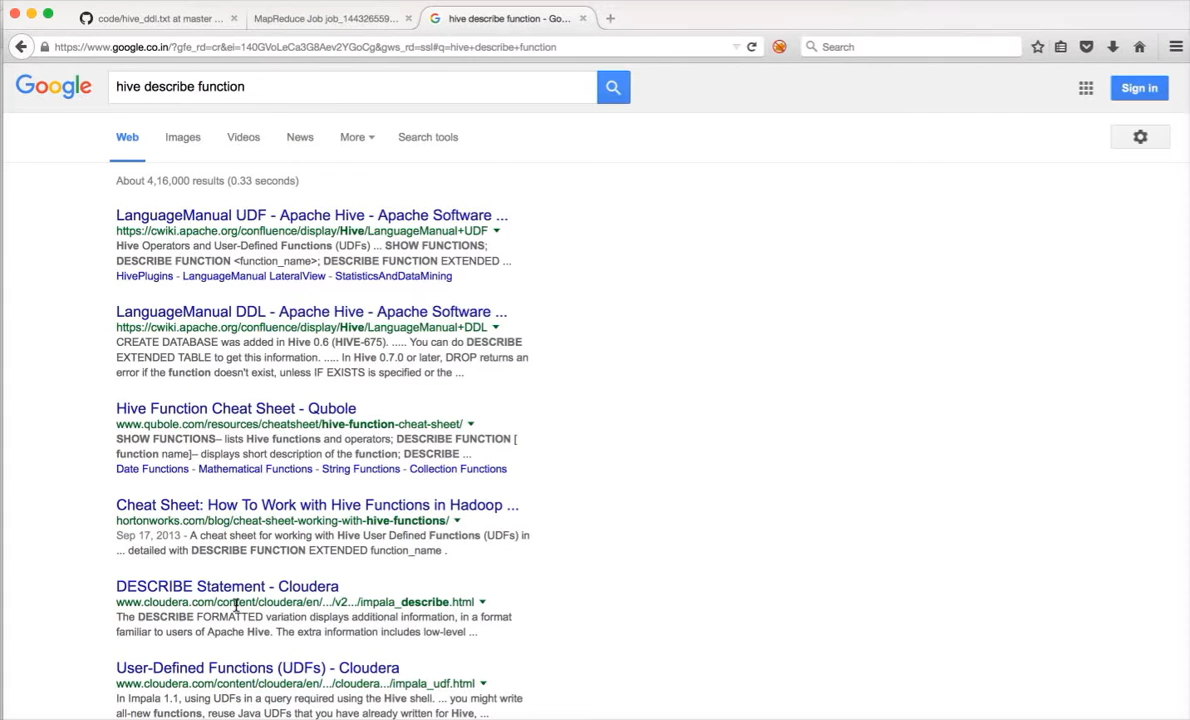 code/hive_ddl.txt at master ...
MapReduce Job job_144326559...
hive describe function - Go...
https://www.google.co.in/?gfe_rd=cr&ei=140GVoLeCa3G8Aev2YGoCg&gws_rd=ssl#q=hive+describe+function
Search
Google
hive describe function
Sign in
Web
Images
Videos
News
More
Search tools
About 4,16,000 results (0.33 seconds)
LanguageManual UDF - Apache Hive - Apache Software ...
https://cwiki.apache.org/confluence/display/Hive/LanguageManual+UDF
Hive Operators and User-Defined Functions (UDFs) ... SHOW FUNCTIONS;
DESCRIBE FUNCTION <function_name>; DESCRIBE FUNCTION EXTENDED ...
HivePlugins - LanguageManual LateralView - StatisticsAndDataMining
LanguageManual DDL - Apache Hive - Apache Software ...
https://cwiki.apache.org/confluence/display/Hive/LanguageManual+DDL
CREATE DATABASE was added in Hive 0.6 (HIVE-675). ..... You can do DESCRIBE
EXTENDED TABLE to get this information. ..... In Hive 0.7.0 or later, DROP returns an
error if the function doesn't exist, unless IF EXISTS is specified or the ...
Hive Function Cheat Sheet - Qubole
www.qubole.com/resources/cheatsheet/hive-function-cheat-sheet/
SHOW FUNCTIONS– lists Hive functions and operators; DESCRIBE FUNCTION [
function name]– displays short description of the function; DESCRIBE ...
Date Functions - Mathematical Functions - String Functions - Collection Functions
Cheat Sheet: How To Work with Hive Functions in Hadoop ...
hortonworks.com/blog/cheat-sheet-working-with-hive-functions/
Sep 17, 2013 - A cheat sheet for working with Hive User Defined Functions (UDFs) in
... detailed with DESCRIBE FUNCTION EXTENDED function_name .
DESCRIBE Statement - Cloudera
www.cloudera.com/content/cloudera/en/.../v2.../impala_describe.html
The DESCRIBE FORMATTED variation displays additional information, in a format
familiar to users of Apache Hive. The extra information includes low-level ...
User-Defined Functions (UDFs) - Cloudera
www.cloudera.com/content/cloudera/en/.../cloudera.../impala_udf.html
In Impala 1.1, using UDFs in a query required using the Hive shell. ... you might write
all-new functions, reuse Java UDFs that you have already written for Hive, ...